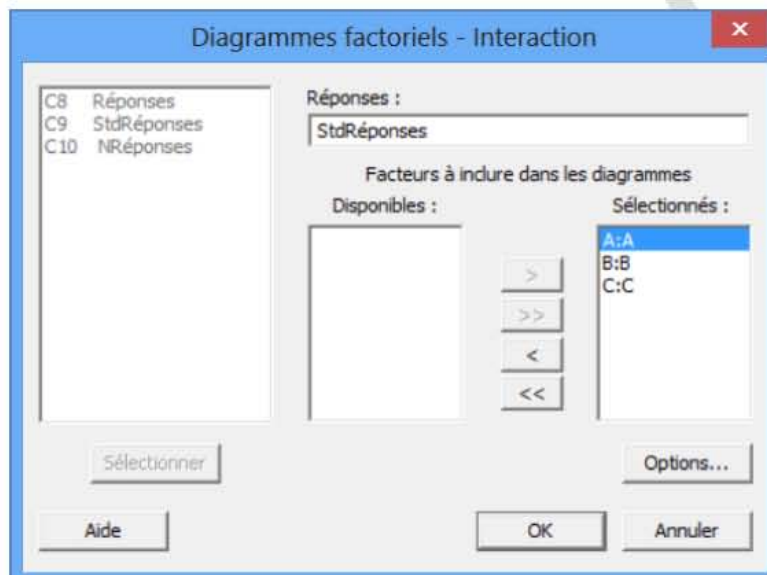 Diagrammes factoriels - Interaction
×
C8 Réponses
C9 StdRéponses
C10 NRéponses
Réponses :
StdRéponses
Facteurs à inclure dans les diagrammes
Disponibles :
Sélectionnés :
A:A
B:B
C:C
>
>>
<
<<
Sélectionner
Options...
Aide
OK
Annuler